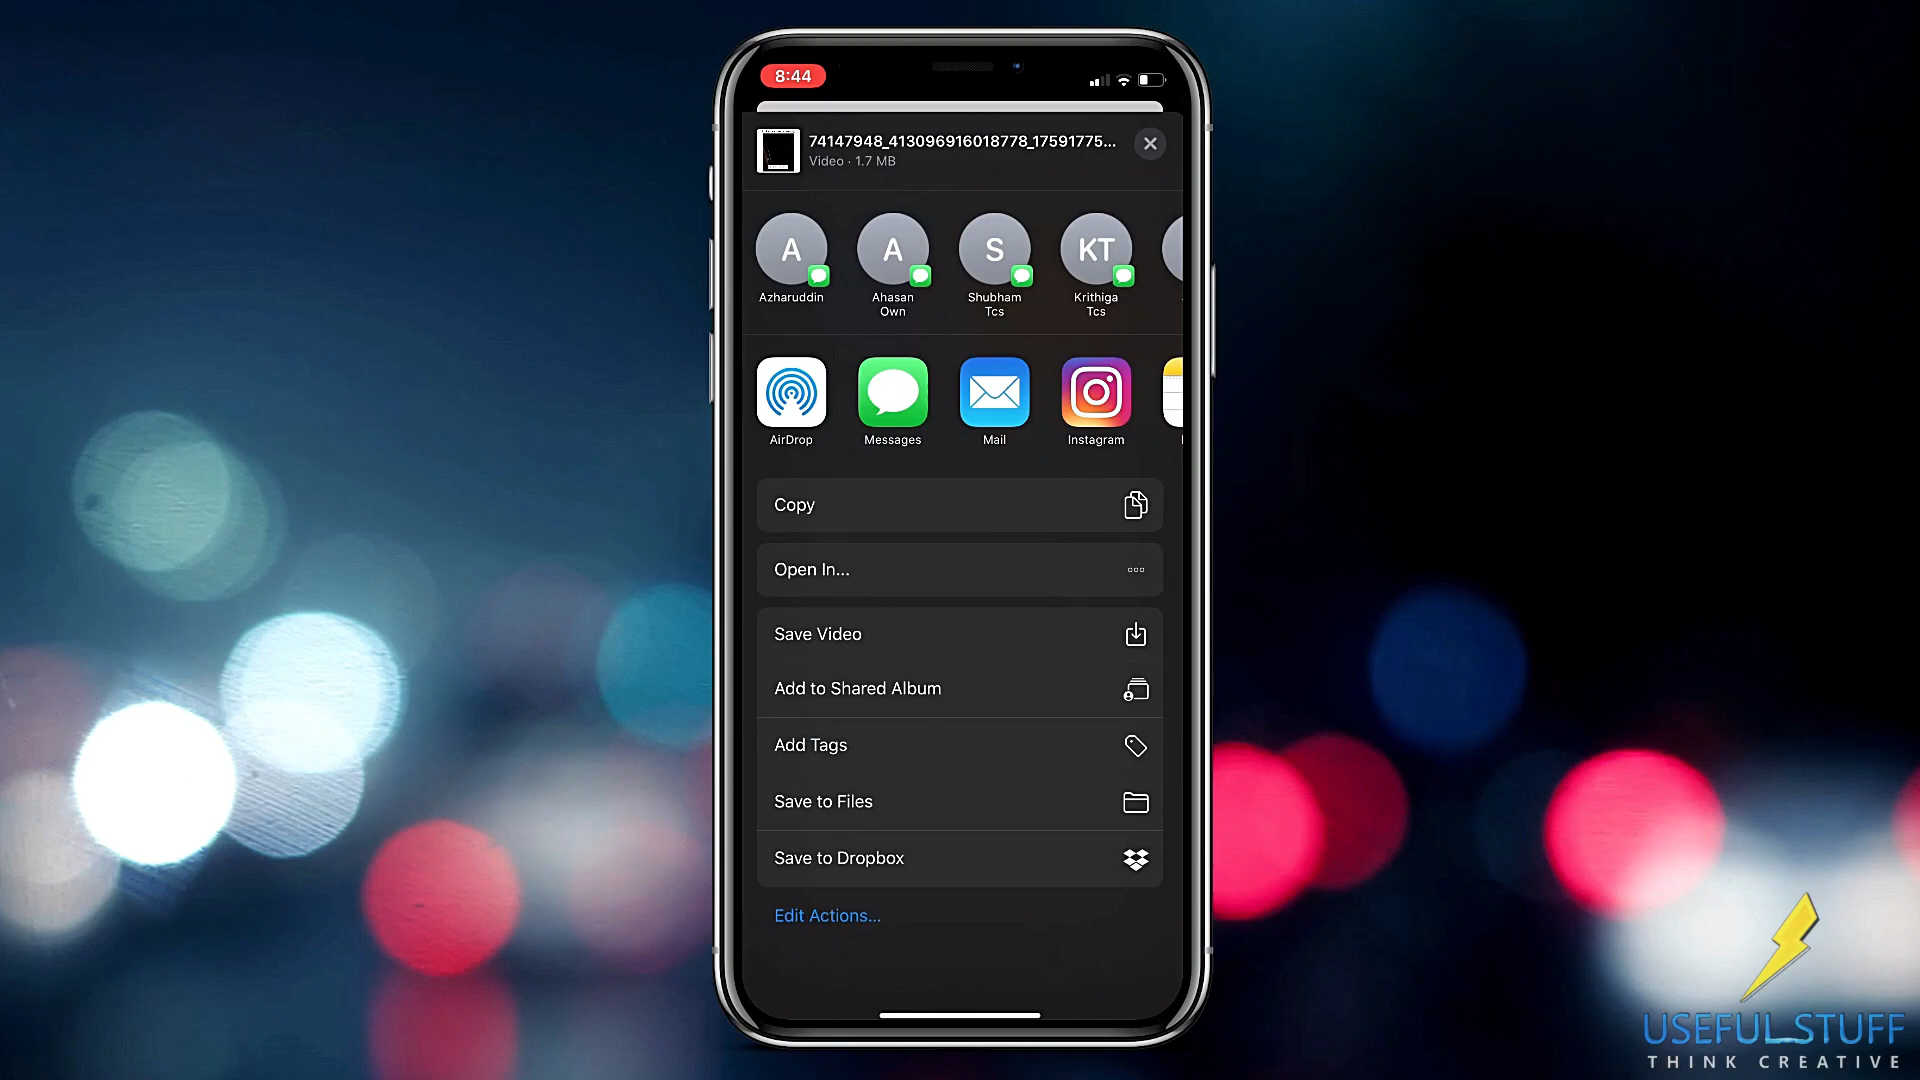 8:44
74147948_413096916018778_17591775...
Video · 1.7 MB
A
A
S
KT
Azharuddin
Ahasan
Own
Shubham
Tcs
Krithiga
Tcs
AirDrop
Messages
Mail
Instagram
Copy
Open In...
Save Video
Add to Shared Album
Add Tags
Save to Files
Save to Dropbox
Edit Actions...
USEFUL_STUFF
THINK CREATIVE